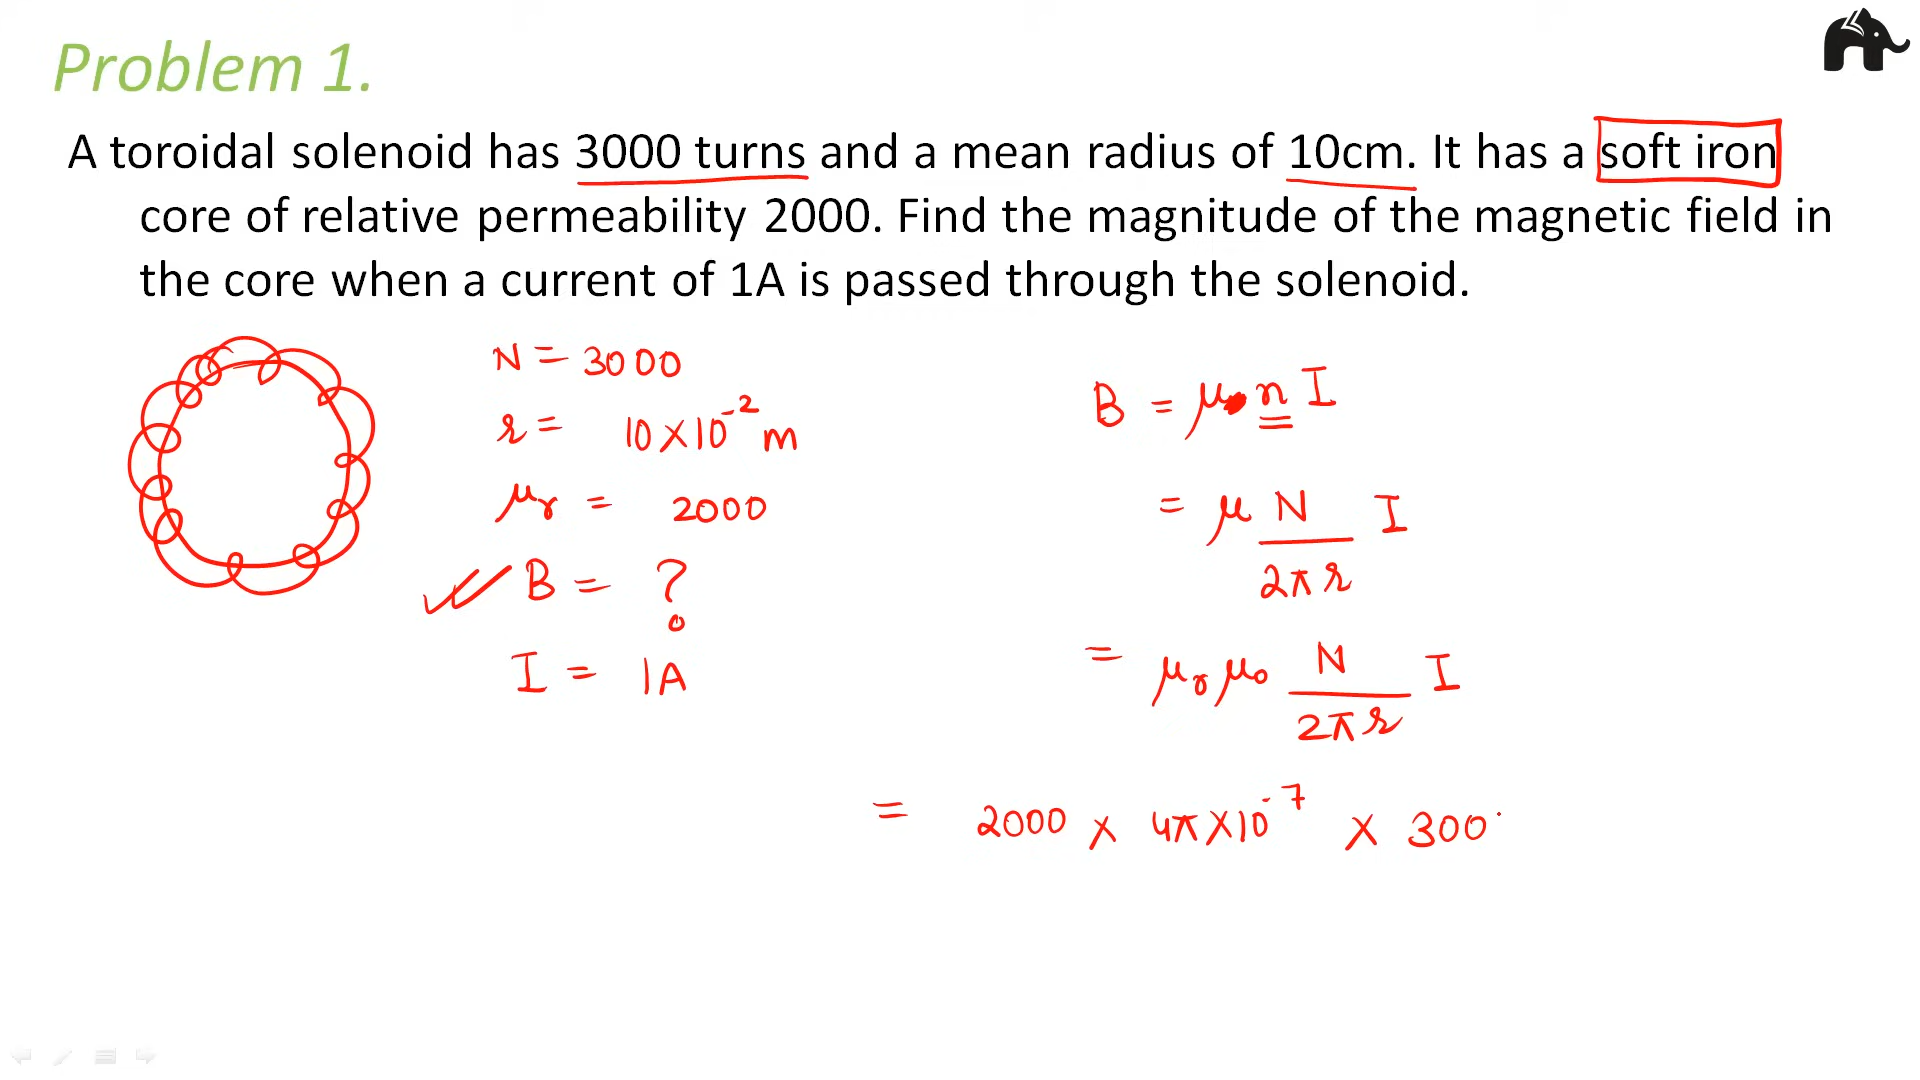 Problem 1.
A toroidal solenoid has 3000 turns and a mean radius of 10cm. It has a soft iron
core of relative permeability 2000. Find the magnitude of the magnetic field in
the core when a current of 1A is passed through the solenoid.
N = 3000
r = 10 × 10⁻² m
μᵣ = 2000
B = ?
I = 1A
B = μ n I
= μ N/2πr I
= μᵣ μ₀ N/2πr I
= 2000 × 4π × 10⁻⁷ × 300